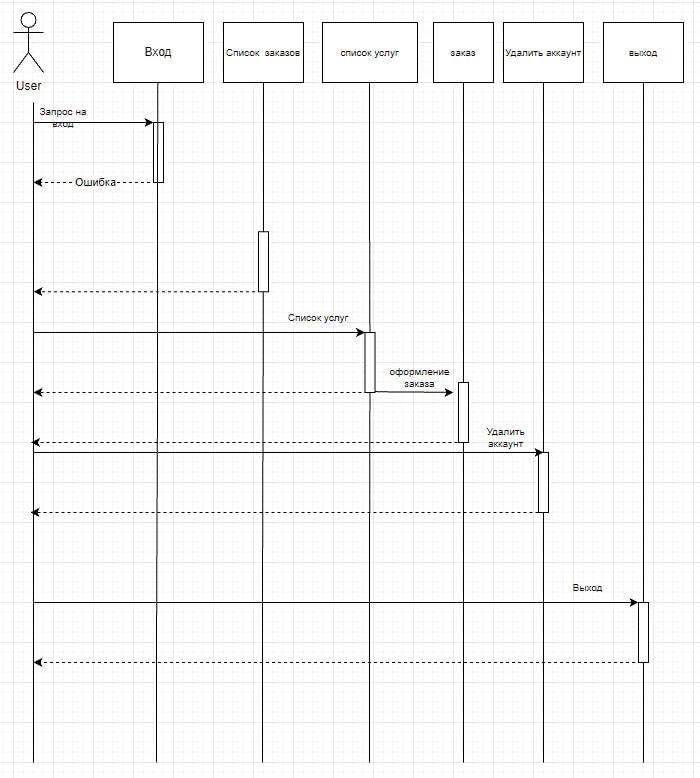 User
Вход
Список заказов
список услуг
заказ
Удалить аккаунт
выход
Запрос на
вход
Ошибка
Список услуг
оформление
заказа
Удалить
аккаунт
Выход